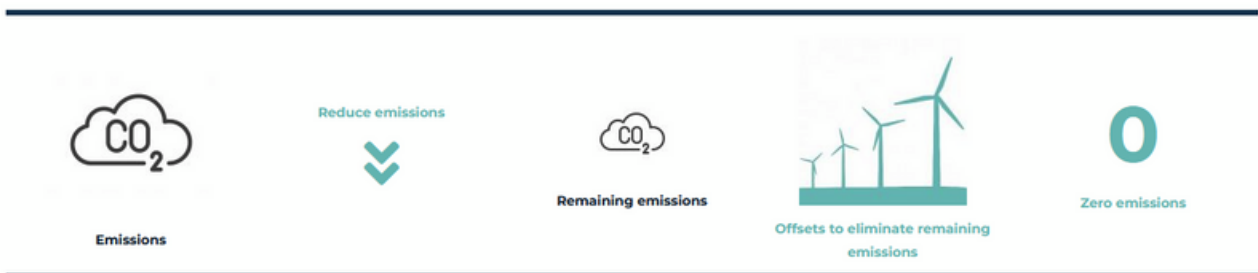 CO2
Emissions
Reduce emissions
CO2
Remaining emissions
Offsets to eliminate remaining
emissions
0
Zero emissions